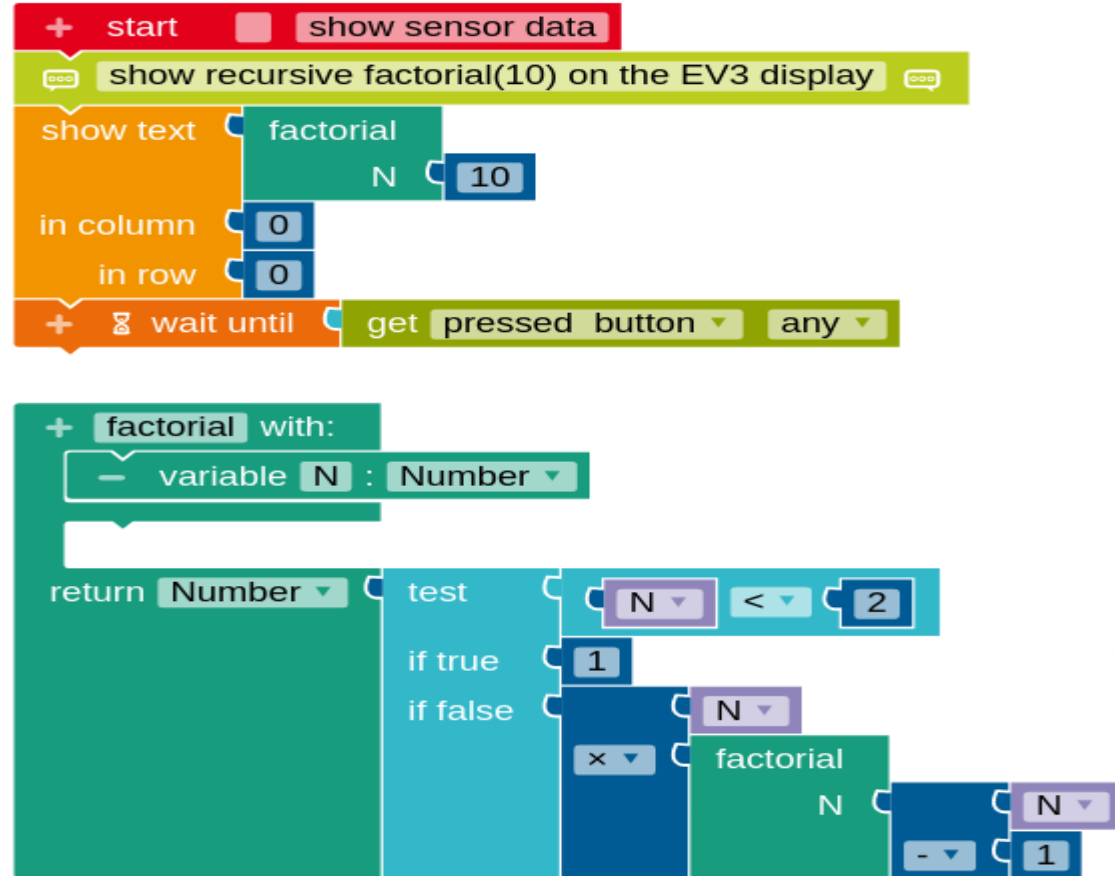 + start show sensor data
show recursive factorial(10) on the EV3 display
show text factorial
N 10
in column 0
in row 0
+ wait until get pressed button any
+ factorial with:
− variable N : Number
return Number test N < 2
if true 1
if false N
× factorial
N N
- 1